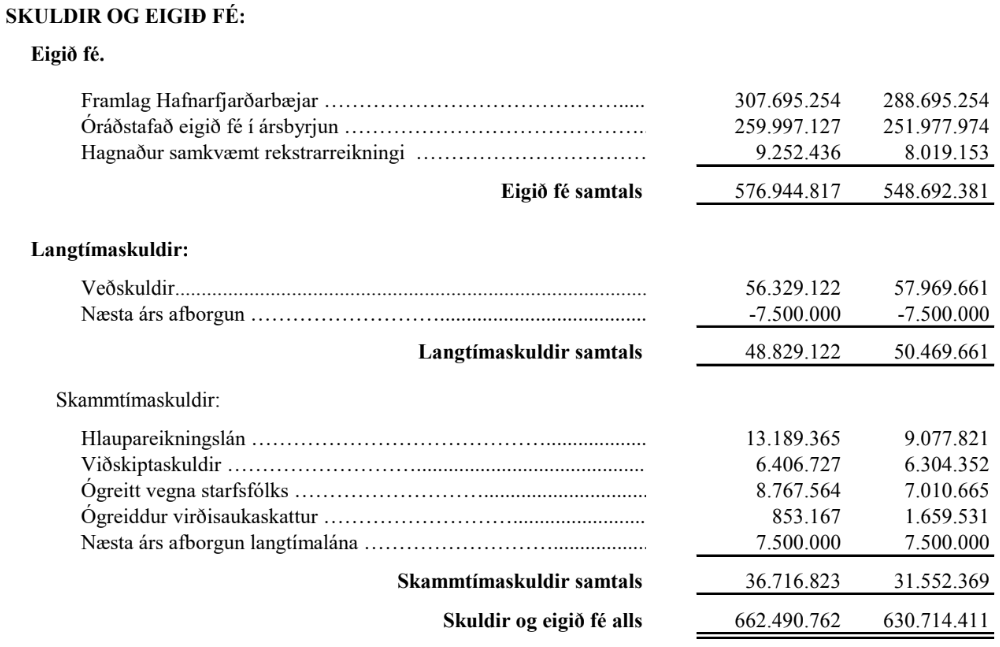 SKULDIR OG EIGIÐ FÉ:
Eigið fé.
Framlag Hafnarfjarðarbæjar ........................................ 307.695.254 288.695.254
Óráðstafað eigið fé í ársbyrjun ........................................ 259.997.127 251.977.974
Hagnaður samkvæmt rekstrarreikningi ........................................ 9.252.436 8.019.153
Eigið fé samtals 576.944.817 548.692.381
Langtímaskuldir:
Veðskuldir........................................ 56.329.122 57.969.661
Næsta árs afborgun ........................................ -7.500.000 -7.500.000
Langtímaskuldir samtals 48.829.122 50.469.661
Skammtímaskuldir:
Hlaupareikningslán ........................................ 13.189.365 9.077.821
Viðskiptaskuldir ........................................ 6.406.727 6.304.352
Ógreitt vegna starfsfólks ........................................ 8.767.564 7.010.665
Ógreiddur virðisaukaskattur ........................................ 853.167 1.659.531
Næsta árs afborgun langtímalána ........................................ 7.500.000 7.500.000
Skammtímaskuldir samtals 36.716.823 31.552.369
Skuldir og eigið fé alls 662.490.762 630.714.411